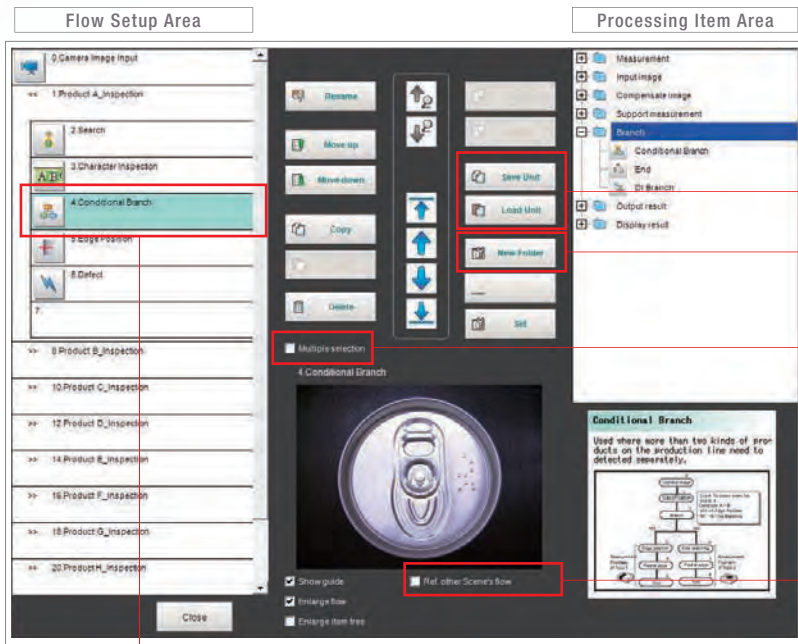 Flow Setup Area
Processing Item Area
0.Camera Image Input
<< 1.Product A_Inspection
2.Search
3.Character Inspection
4.Conditional Branch
5.Edge Position
6.Defect
7.
>> 8.Product B_Inspection
>> 10.Product C_Inspection
>> 12.Product D_Inspection
>> 14.Product E_Inspection
>> 16.Product F_Inspection
>> 18.Product G_Inspection
>> 20.Product H_Inspection
Close
Rename
Move up
Move down
Copy
Delete
Save Unit
Load Unit
New Folder
Set
Multiple selection
4.Conditional Branch
Show guide
Ref. other Scene's flow
Enlarge flow
Enlarge item tree
Measurement
Input image
Compensate image
Support measurement
Branch
Conditional Branch
End
DI Branch
Output result
Display result
Conditional Branch
Used where more than two kinds of pro-
ducts on the production line need to
detected separately.